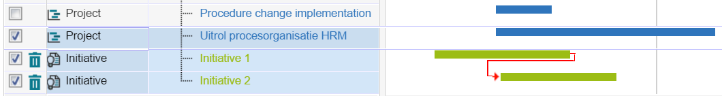 Project Procedure change implementation
Project Uitrol procesorganisatie HRM
Initiative Initiative 1
Initiative Initiative 2